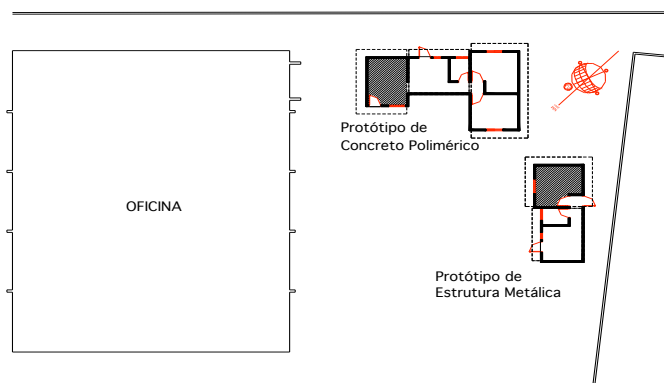 Protótipo de
Concreto Polimérico
OFICINA
Protótipo de
Estrutura Metálica